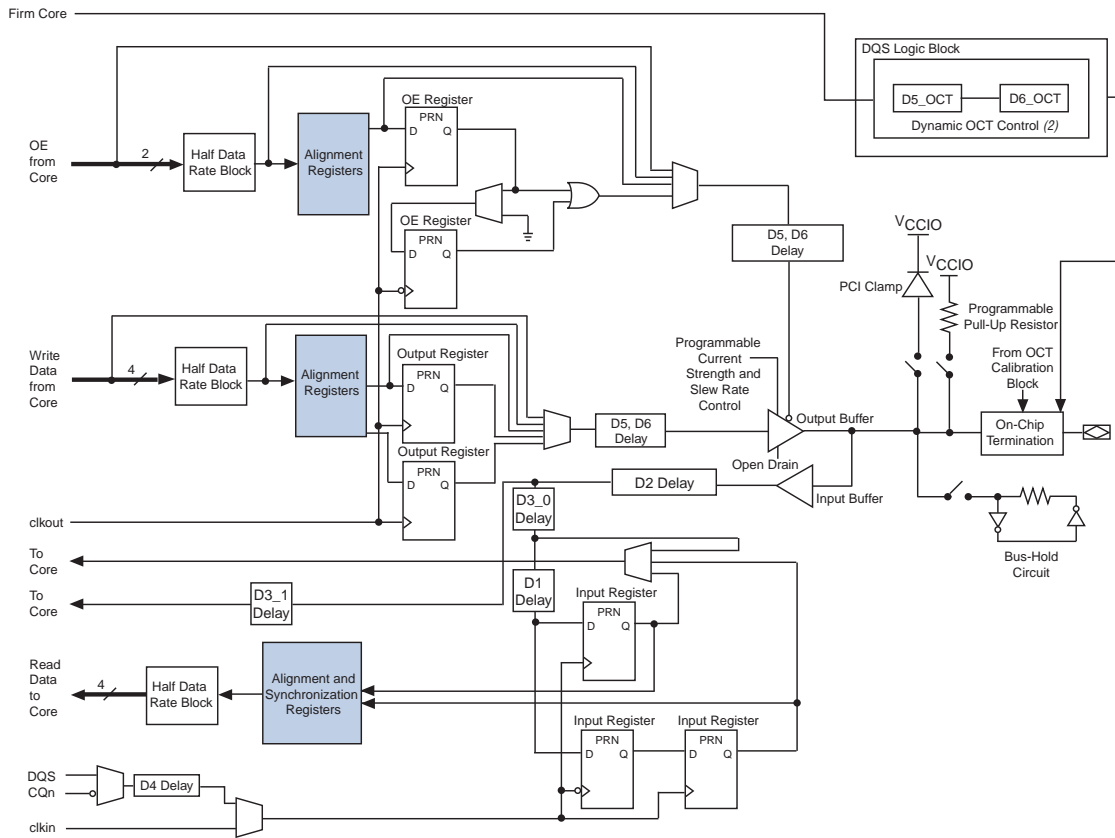 Firm Core
DQS Logic Block
D5_OCT
D6_OCT
Dynamic OCT Control (2)
OE
from
Core
2
Half Data
Rate Block
Alignment
Registers
OE Register
PRN
D
Q
OE Register
PRN
D
Q
D5, D6
Delay
VCCIO
VCCIO
PCI Clamp
Programmable
Pull-Up Resistor
From OCT
Calibration
Block
On-Chip
Termination
Write
Data
from
Core
4
Half Data
Rate Block
Alignment
Registers
Output Register
PRN
D
Q
Output Register
PRN
D
Q
D5, D6
Delay
Programmable
Current
Strength and
Slew Rate
Control
Output Buffer
Open Drain
Input Buffer
D2 Delay
Bus-Hold
Circuit
clkout
D3_0
Delay
To
Core
D1
Delay
To
Core
D3_1
Delay
Input Register
PRN
D
Q
Read
Data
to
Core
4
Half Data
Rate Block
Alignment and
Synchronization
Registers
Input Register
PRN
D
Q
Input Register
PRN
D
Q
DQS
CQn
D4 Delay
clkin